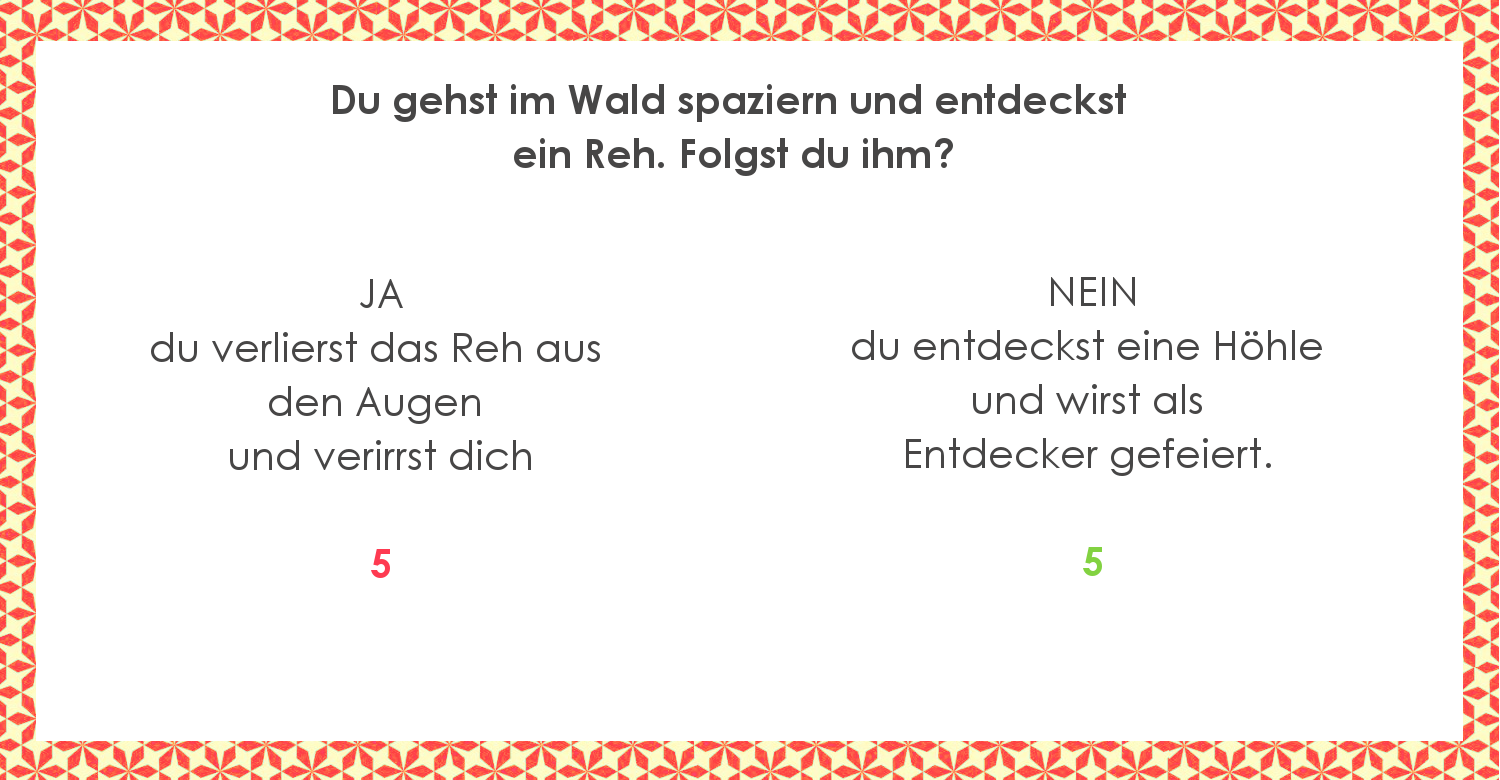 Du gehst im Wald spaziern und entdeckst
ein Reh. Folgst du ihm?
JA
du verlierst das Reh aus
den Augen
und verirrst dich
5
NEIN
du entdeckst eine Höhle
und wirst als
Entdecker gefeiert.
5